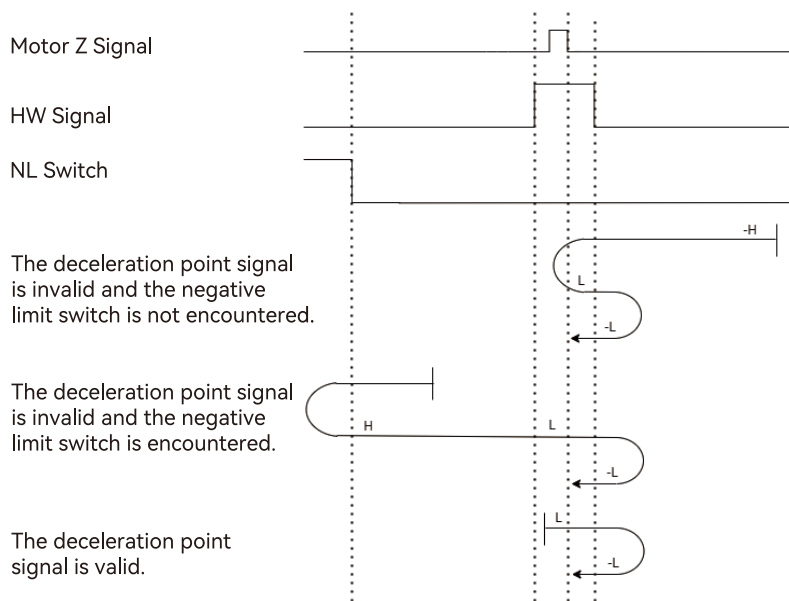 Motor Z Signal
HW Signal
NL Switch
-H
The deceleration point signal
is invalid and the negative
limit switch is not encountered.
L
-L
The deceleration point signal
is invalid and the negative
limit switch is encountered.
H
L
-L
L
The deceleration point
signal is valid.
-L